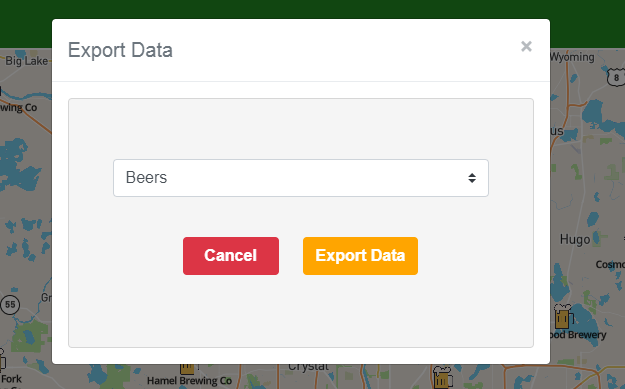 Export Data
×
Big Lake
Wyoming
8
wing Co
us
Beers
Hugo
Cancel
Export Data
Cosmo
55
Gr
ood Brewery
Crystal
Fork
Hamel Brewing Co